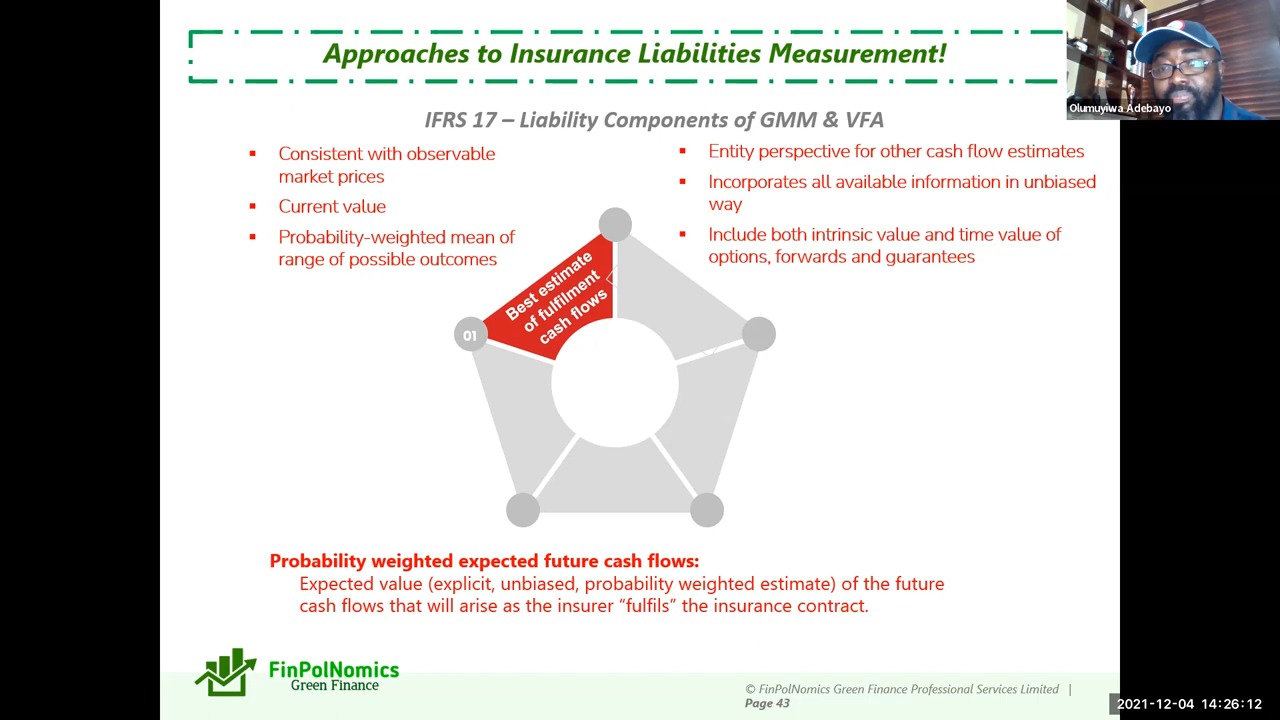 Approaches to Insurance Liabilities Measurement!
Olumuyiwa Adebayo
IFRS 17 – Liability Components of GMM & VFA
▪ Consistent with observable
market prices
▪ Current value
▪ Probability-weighted mean of
range of possible outcomes
▪ Entity perspective for other cash flow estimates
▪ Incorporates all available information in unbiased
way
▪ Include both intrinsic value and time value of
options, forwards and guarantees
Best estimate
of fulfilment
cash flows
01
Probability weighted expected future cash flows:
Expected value (explicit, unbiased, probability weighted estimate) of the future
cash flows that will arise as the insurer “fulfils” the insurance contract.
FinPolNomics
Green Finance
© FinPolNomics Green Finance Professional Services Limited |
Page 43
2021-12-04 14:26:12